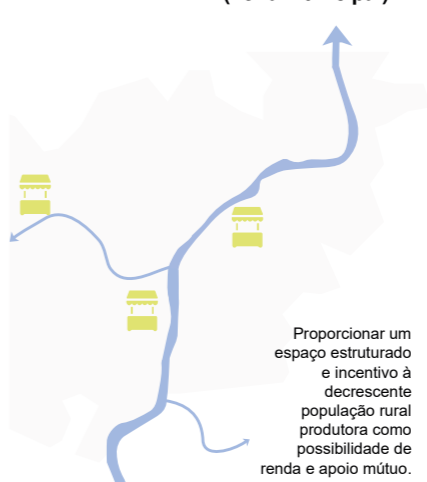 Proporcionar um
espaço estruturado
e incentivo à
decrescente
população rural
produtora como
possibilidade de
renda e apoio mútuo.